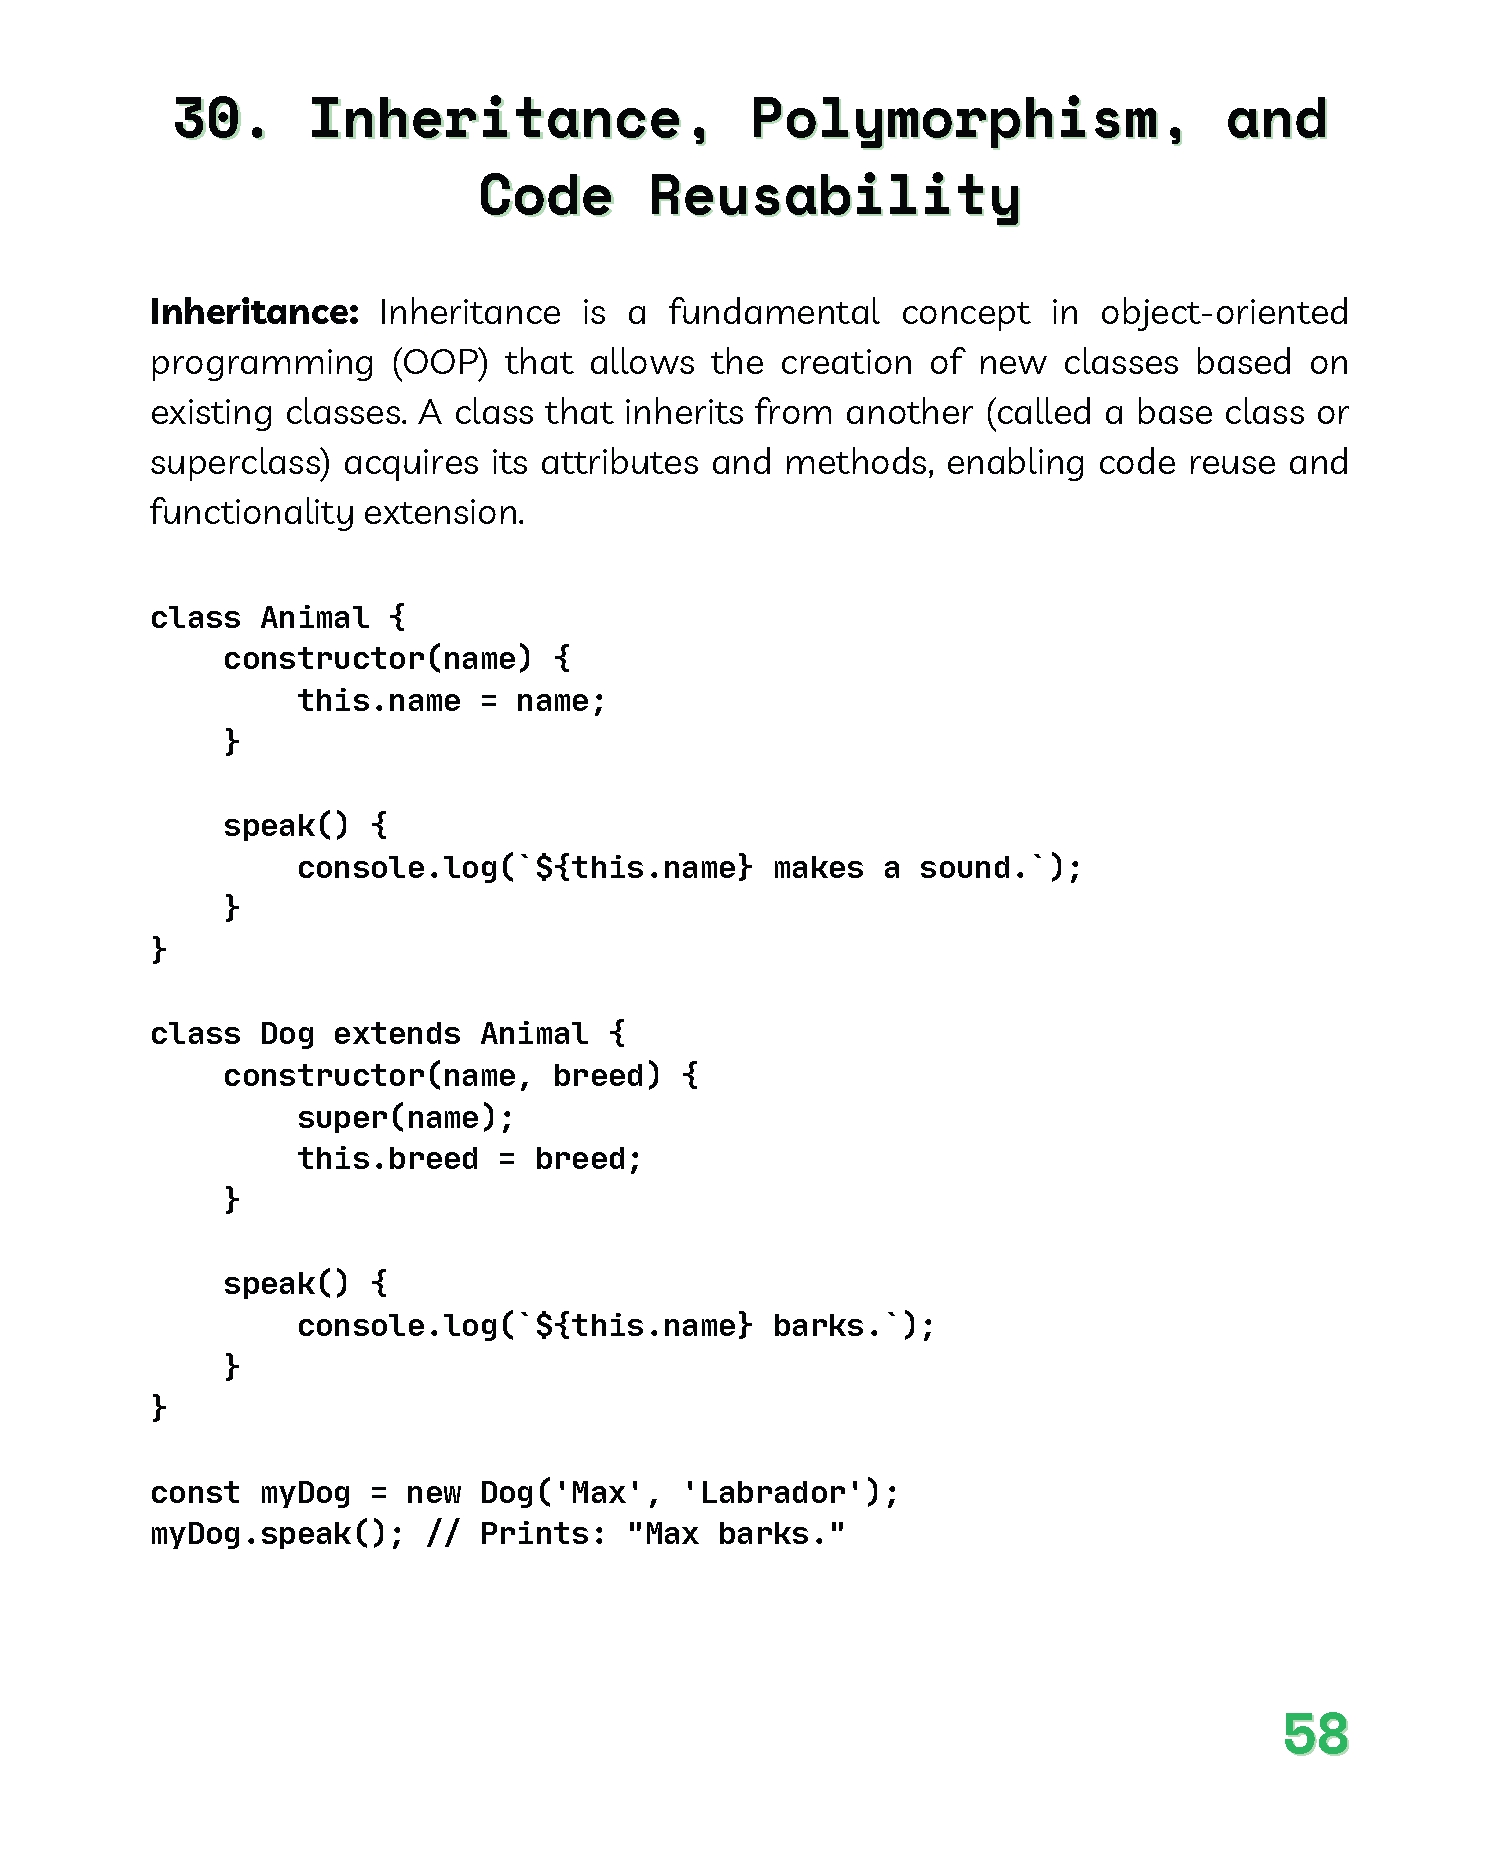 30. Inheritance, Polymorphism, and
Code Reusability
Inheritance: Inheritance is a fundamental concept in object-oriented
programming (OOP) that allows the creation of new classes based on
existing classes. A class that inherits from another (called a base class or
superclass) acquires its attributes and methods, enabling code reuse and
functionality extension.
class Animal {
    constructor(name) {
        this.name = name;
    }
    speak() {
        console.log(`${this.name} makes a sound.`);
    }
}
class Dog extends Animal {
    constructor(name, breed) {
        super(name);
        this.breed = breed;
    }
    speak() {
        console.log(`${this.name} barks.`);
    }
}
const myDog = new Dog('Max', 'Labrador');
myDog.speak(); // Prints: "Max barks."
58